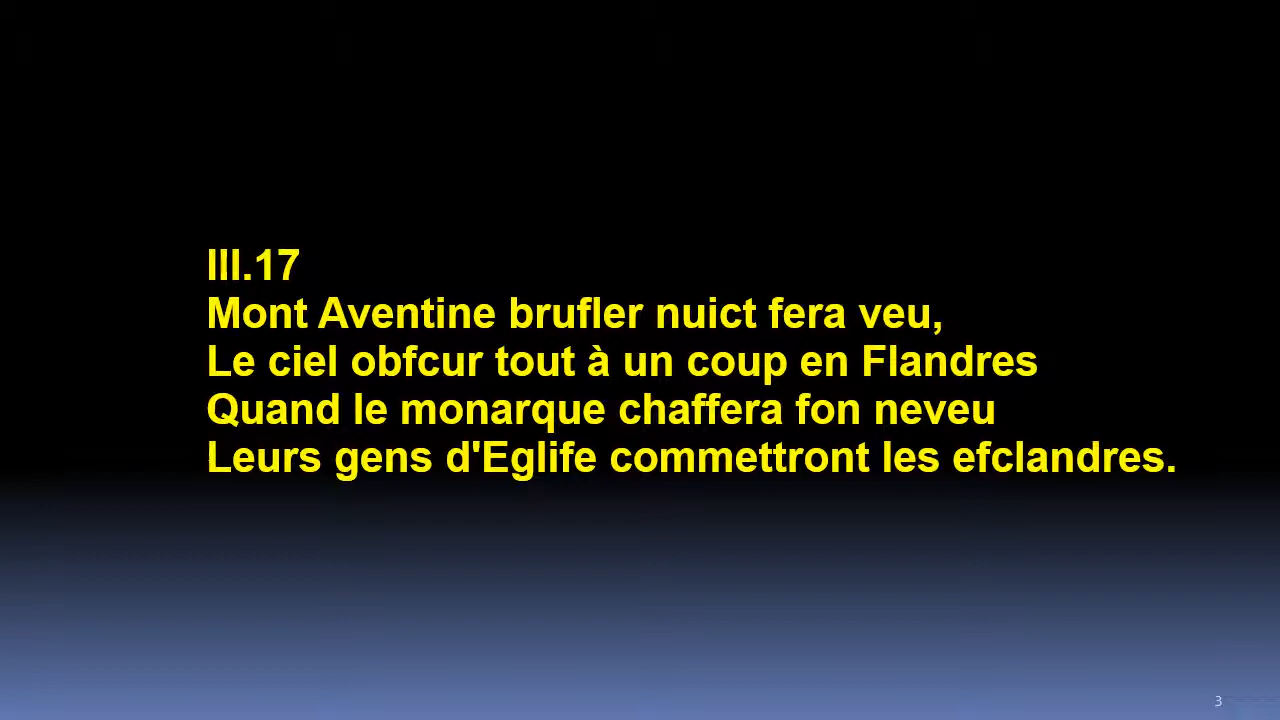 III.17
Mont Aventine brufler nuict fera veu,
Le ciel obfcur tout à un coup en Flandres
Quand le monarque chaffera fon neveu
Leurs gens d'Eglife commettront les efclandres.
3